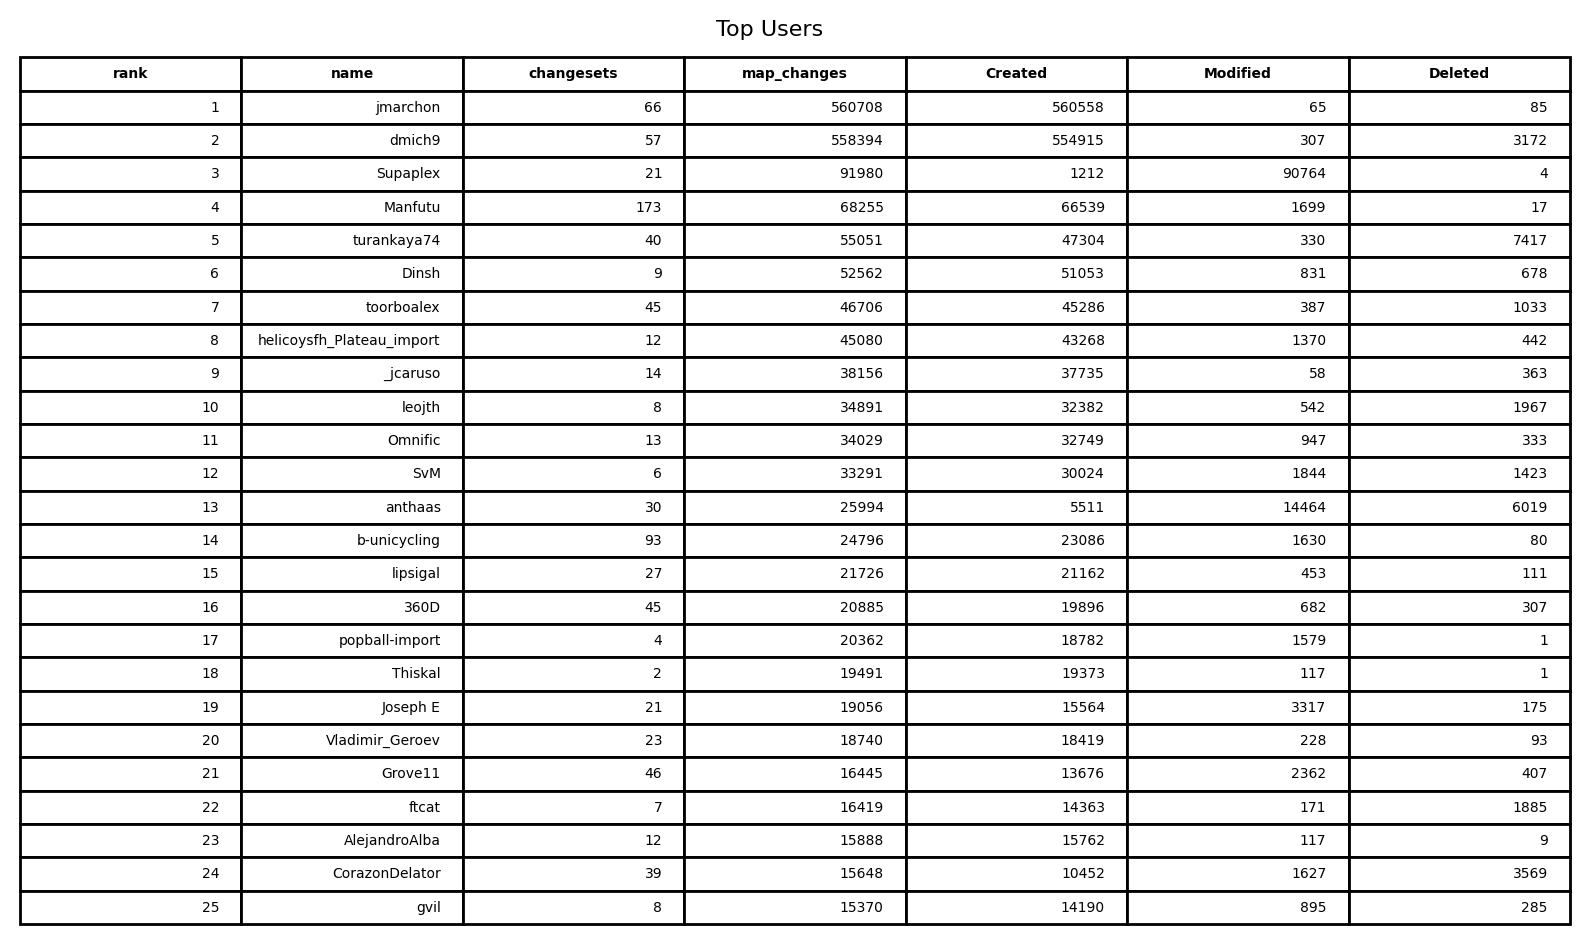 Top Users
rank name changesets map_changes Created Modified Deleted
1 jmarchon 66 560708 560558 65 85
2 dmich9 57 558394 554915 307 3172
3 Supaplex 21 91980 1212 90764 4
4 Manfutu 173 68255 66539 1699 17
5 turankaya74 40 55051 47304 330 7417
6 Dinsh 9 52562 51053 831 678
7 toorboalex 45 46706 45286 387 1033
8 helicoysfh_Plateau_import 12 45080 43268 1370 442
9 _jcaruso 14 38156 37735 58 363
10 leojth 8 34891 32382 542 1967
11 Omnific 13 34029 32749 947 333
12 SvM 6 33291 30024 1844 1423
13 anthaas 30 25994 5511 14464 6019
14 b-unicycling 93 24796 23086 1630 80
15 lipsigal 27 21726 21162 453 111
16 360D 45 20885 19896 682 307
17 popball-import 4 20362 18782 1579 1
18 Thiskal 2 19491 19373 117 1
19 Joseph E 21 19056 15564 3317 175
20 Vladimir_Geroev 23 18740 18419 228 93
21 Grove11 46 16445 13676 2362 407
22 ftcat 7 16419 14363 171 1885
23 AlejandroAlba 12 15888 15762 117 9
24 CorazonDelator 39 15648 10452 1627 3569
25 gvil 8 15370 14190 895 285